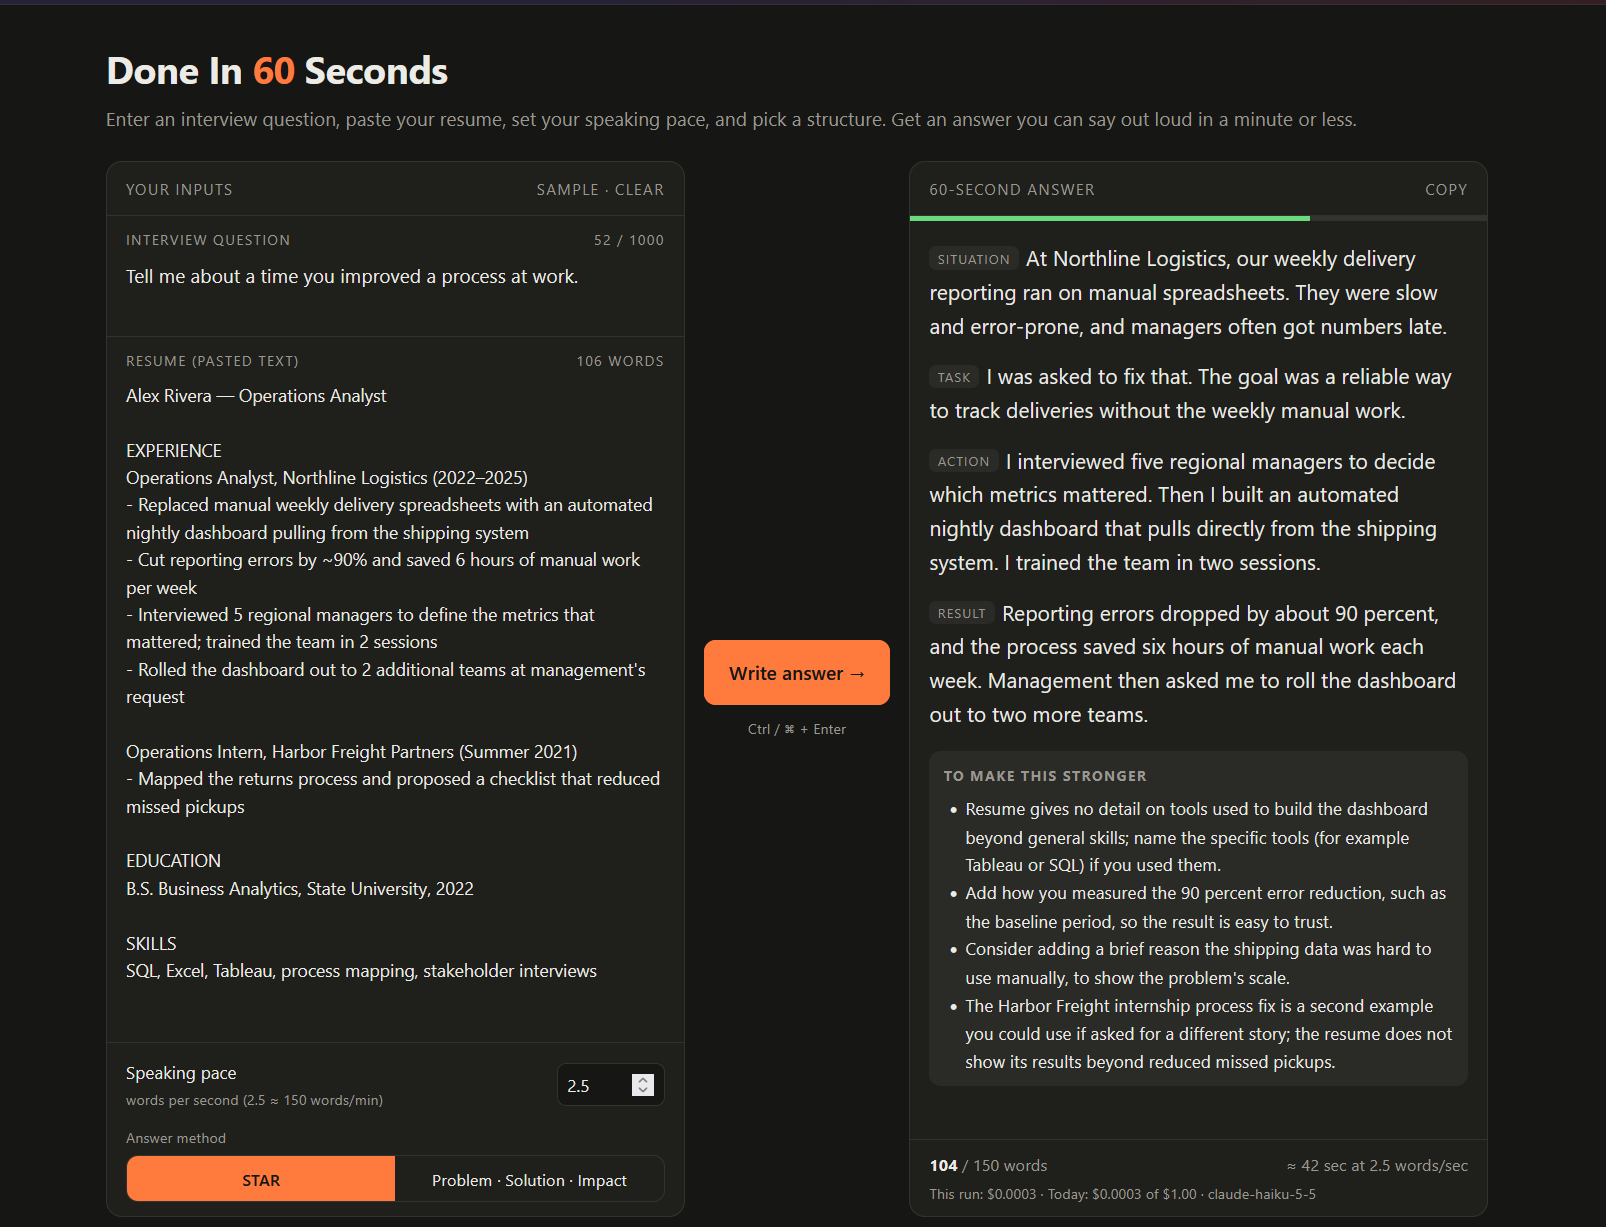 Done In 60 Seconds
Enter an interview question, paste your resume, set your speaking pace, and pick a structure. Get an answer you can say out loud in a minute or less.
YOUR INPUTS
SAMPLE · CLEAR
INTERVIEW QUESTION
52 / 1000
Tell me about a time you improved a process at work.
RESUME (PASTED TEXT)
106 WORDS
Alex Rivera — Operations Analyst
EXPERIENCE
Operations Analyst, Northline Logistics (2022–2025)
- Replaced manual weekly delivery spreadsheets with an automated
nightly dashboard pulling from the shipping system
- Cut reporting errors by ~90% and saved 6 hours of manual work
per week
- Interviewed 5 regional managers to define the metrics that
mattered; trained the team in 2 sessions
- Rolled the dashboard out to 2 additional teams at management's
request
Operations Intern, Harbor Freight Partners (Summer 2021)
- Mapped the returns process and proposed a checklist that reduced
missed pickups
EDUCATION
B.S. Business Analytics, State University, 2022
SKILLS
SQL, Excel, Tableau, process mapping, stakeholder interviews
Speaking pace
words per second (2.5 ≈ 150 words/min)
2.5
Answer method
STAR
Problem · Solution · Impact
Write answer →
Ctrl / ⌘ + Enter
60-SECOND ANSWER
COPY
SITUATION At Northline Logistics, our weekly delivery
reporting ran on manual spreadsheets. They were slow
and error-prone, and managers often got numbers late.
TASK I was asked to fix that. The goal was a reliable way
to track deliveries without the weekly manual work.
ACTION I interviewed five regional managers to decide
which metrics mattered. Then I built an automated
nightly dashboard that pulls directly from the shipping
system. I trained the team in two sessions.
RESULT Reporting errors dropped by about 90 percent,
and the process saved six hours of manual work each
week. Management then asked me to roll the dashboard
out to two more teams.
TO MAKE THIS STRONGER
• Resume gives no detail on tools used to build the dashboard
beyond general skills; name the specific tools (for example
Tableau or SQL) if you used them.
• Add how you measured the 90 percent error reduction, such as
the baseline period, so the result is easy to trust.
• Consider adding a brief reason the shipping data was hard to
use manually, to show the problem's scale.
• The Harbor Freight internship process fix is a second example
you could use if asked for a different story; the resume does not
show its results beyond reduced missed pickups.
104 / 150 words
≈ 42 sec at 2.5 words/sec
This run: $0.0003 · Today: $0.0003 of $1.00 · claude-haiku-5-5